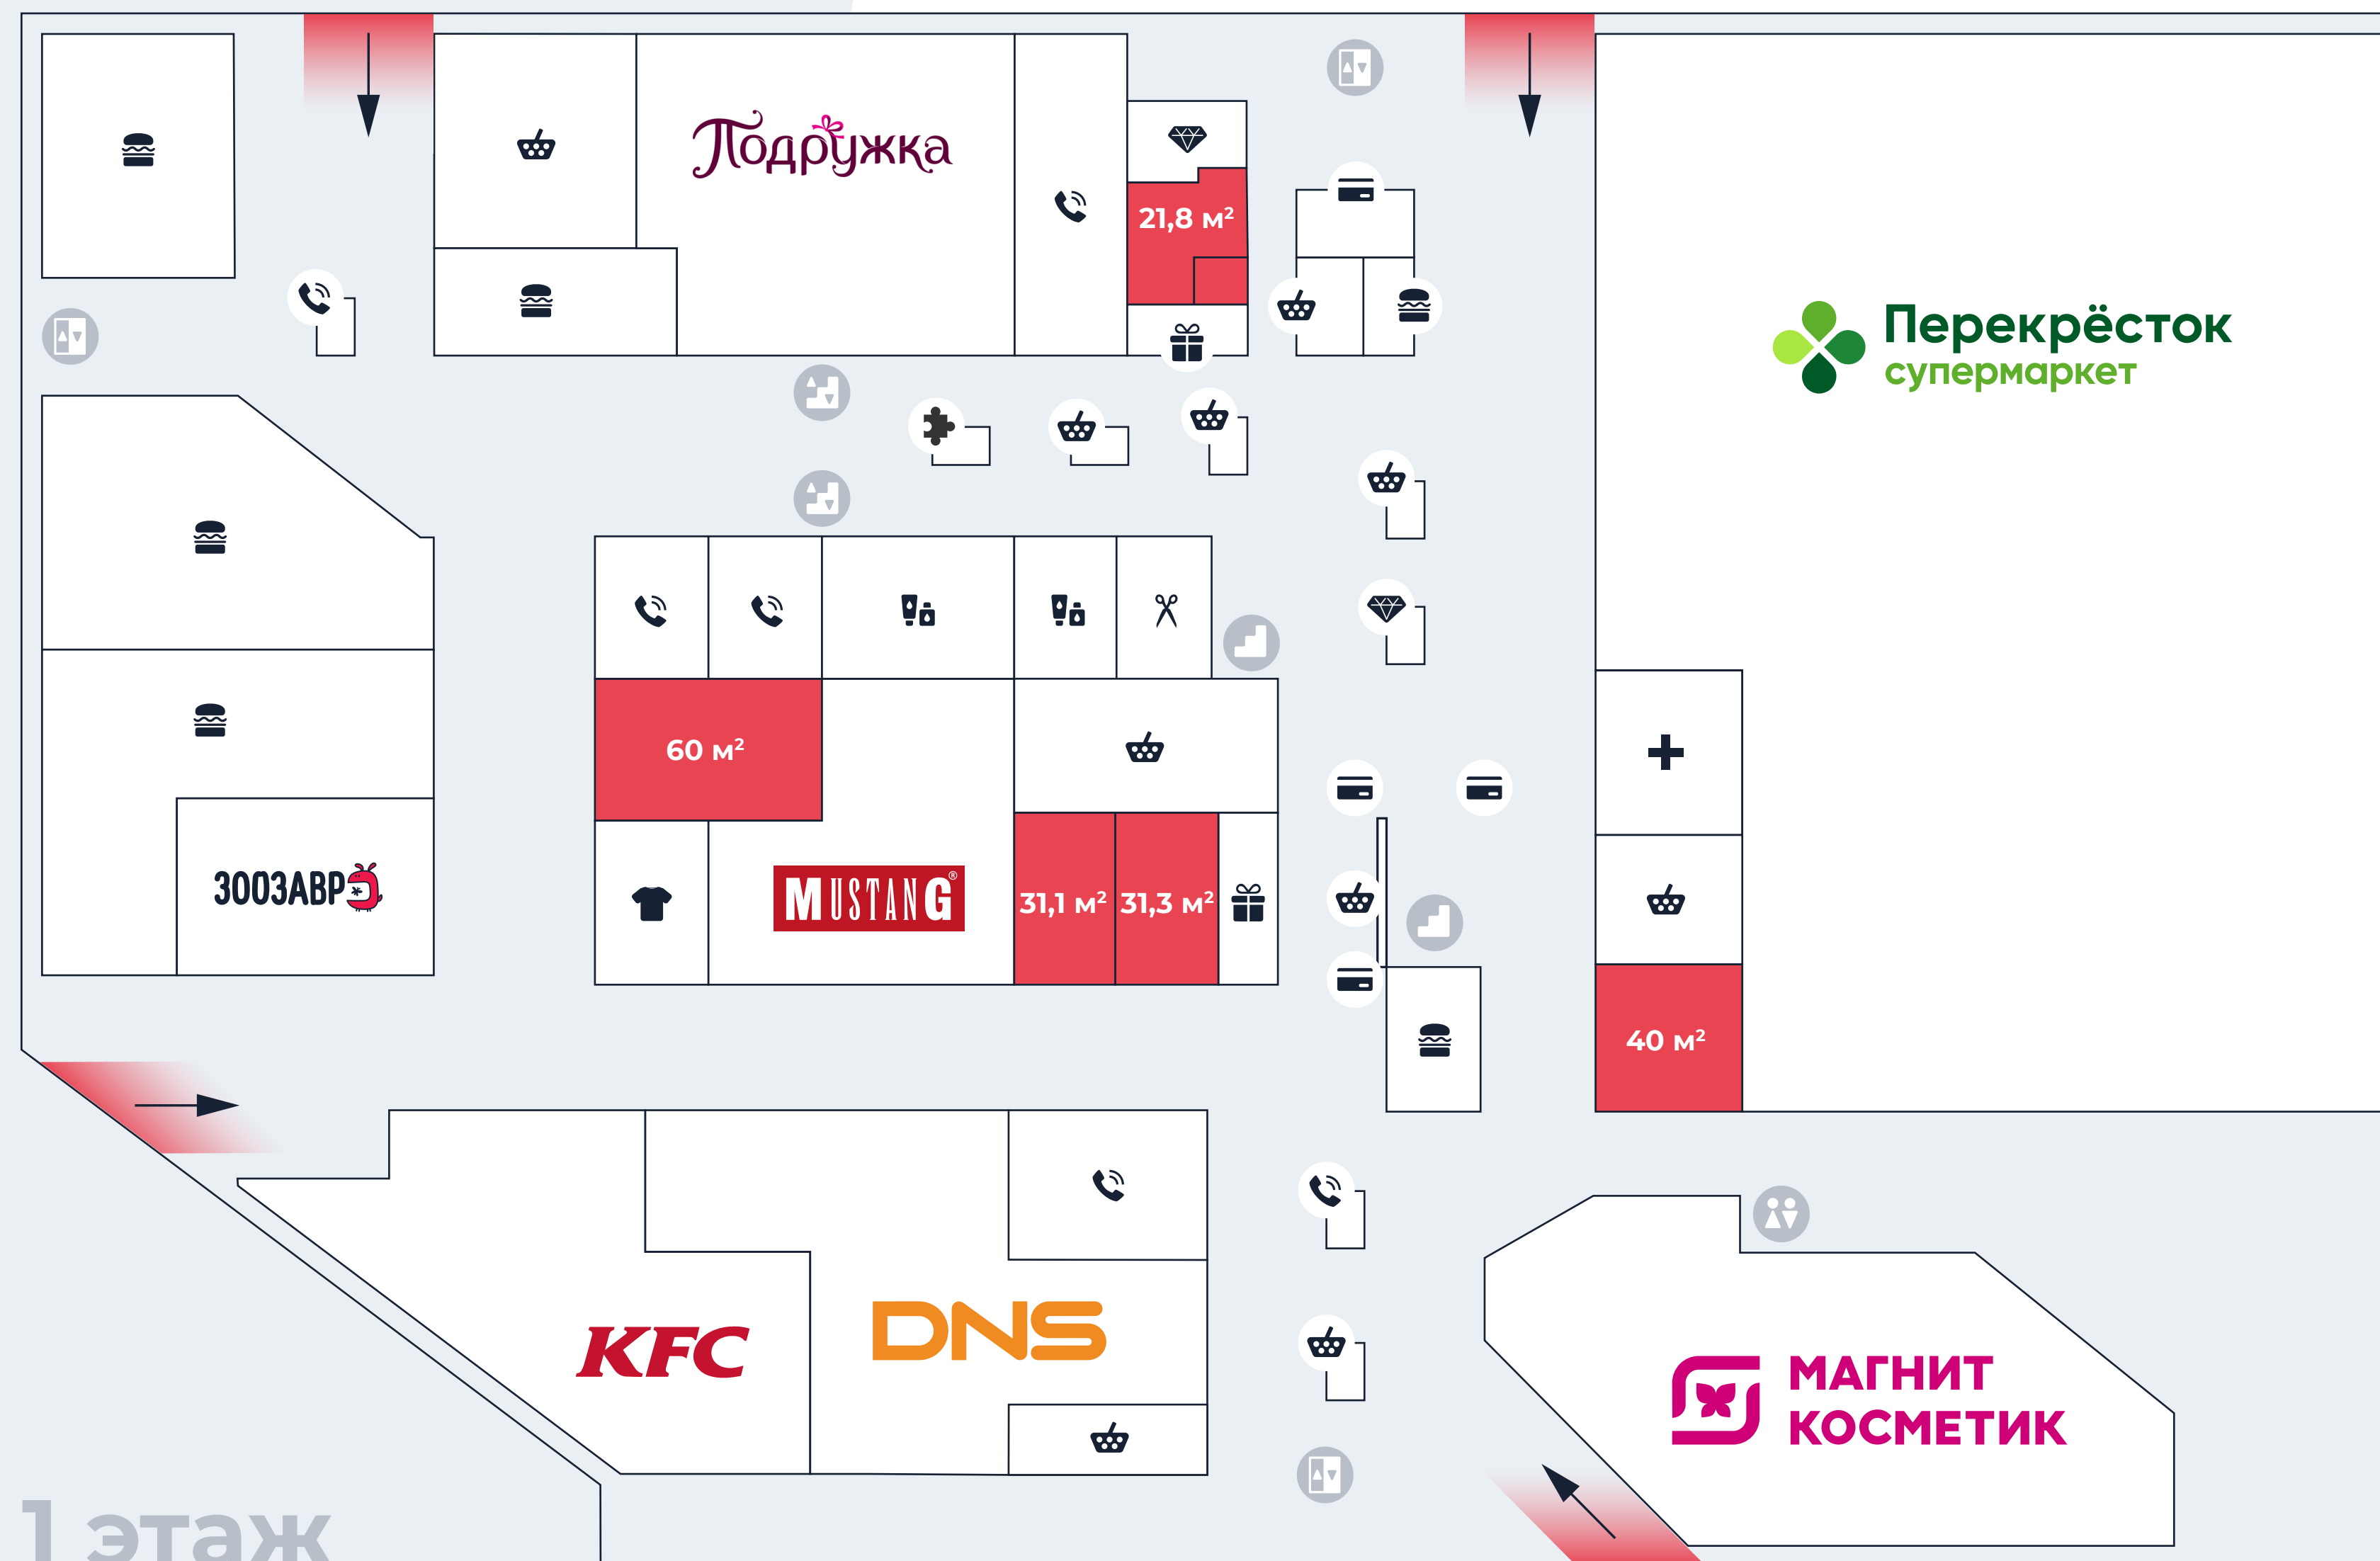 Подружка
21,8 м²
Перекрёсток
супермаркет
60 м²
ЗООЗАВР
MUSTANG®
31,1 м²
31,3 м²
40 м²
KFC
DNS
МАГНИТ
КОСМЕТИК
1 этаж